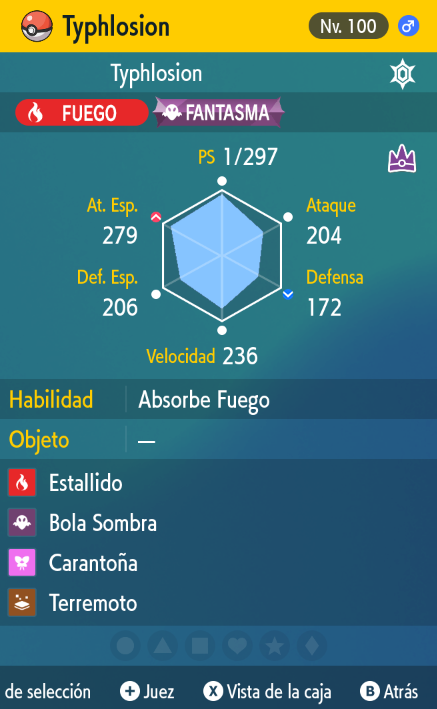 Typhlosion Nv. 100 ♂
Typhlosion
FUEGO FANTASMA
PS 1/297
At. Esp. 279
Ataque 204
Def. Esp. 206
Defensa 172
Velocidad 236
Habilidad Absorbe Fuego
Objeto —
Estallido
Bola Sombra
Carantoña
Terremoto
de selección + Juez X Vista de la caja B Atrás